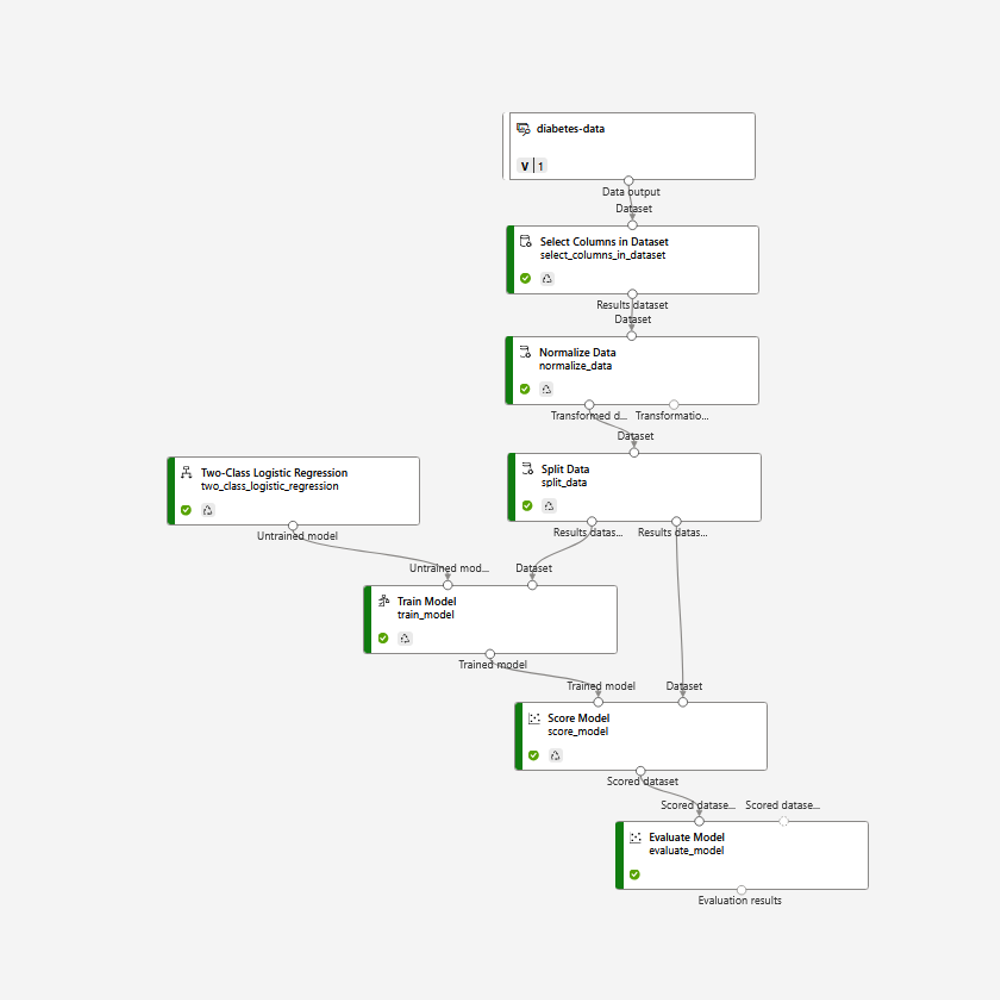 diabetes-data
V 1
Data output
Dataset
Select Columns in Dataset
select_columns_in_dataset
Results dataset
Dataset
Normalize Data
normalize_data
Transformed d... Transformatio...
Dataset
Two-Class Logistic Regression
two_class_logistic_regression
Split Data
split_data
Untrained model
Results datas... Results datas...
Untrained mod... Dataset
Train Model
train_model
Trained model
Trained model Dataset
Score Model
score_model
Scored dataset
Scored datase... Scored datase...
Evaluate Model
evaluate_model
Evaluation results